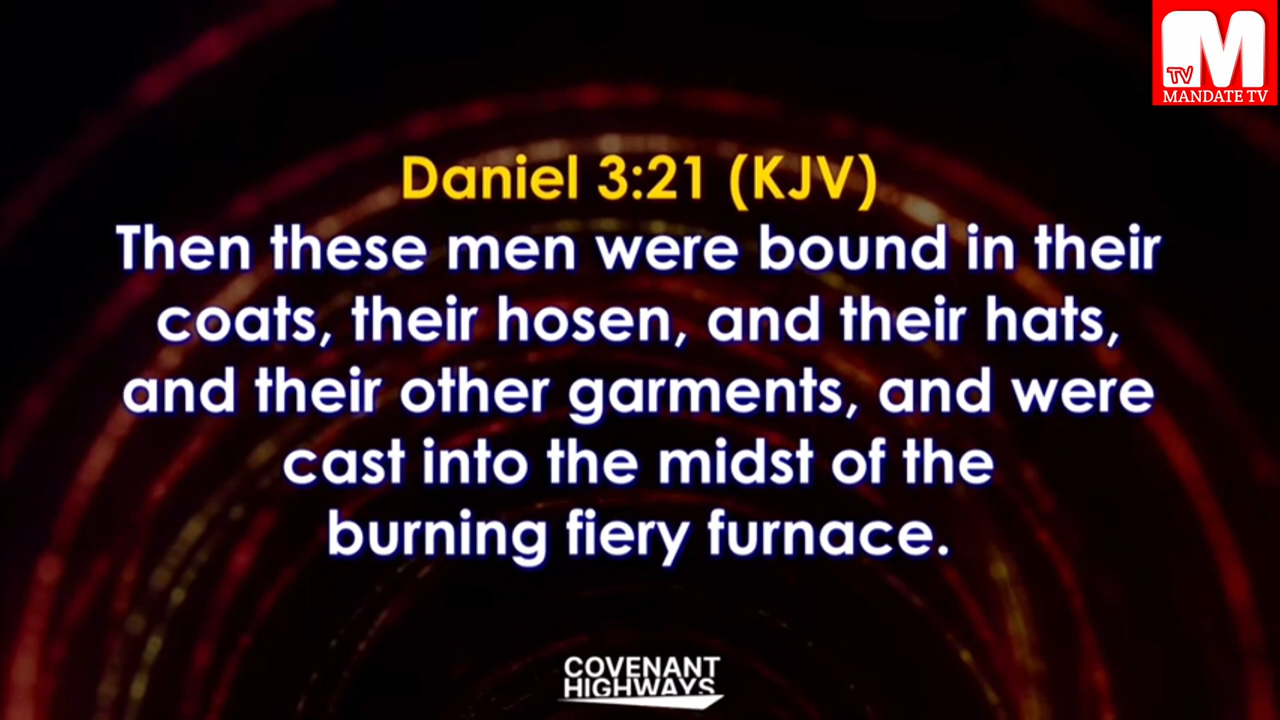 M
TV
MANDATE TV
Daniel 3:21 (KJV)
Then these men were bound in their
coats, their hosen, and their hats,
and their other garments, and were
cast into the midst of the
burning fiery furnace.
COVENANT
HIGHWAYS